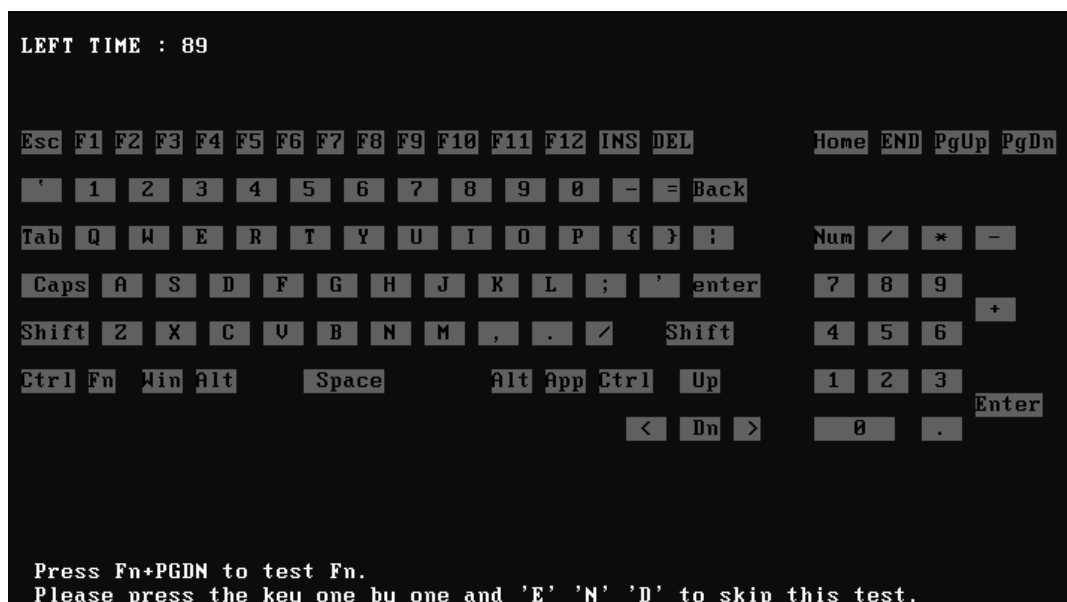 LEFT TIME : 89
Esc F1 F2 F3 F4 F5 F6 F7 F8 F9 F10 F11 F12 INS DEL Home END PgUp PgDn
‘ 1 2 3 4 5 6 7 8 9 0 - = Back
Tab Q W E R T Y U I O P { } ¦ Num / * -
Caps A S D F G H J K L ; ' enter 7 8 9
+
Shift Z X C V B N M , . / Shift 4 5 6
Ctrl Fn Win Alt Space Alt App Ctrl Up 1 2 3
Enter
< Dn > 0 .
Press Fn+PGDN to test Fn.
Please press the key one by one and 'E' 'N' 'D' to skip this test.